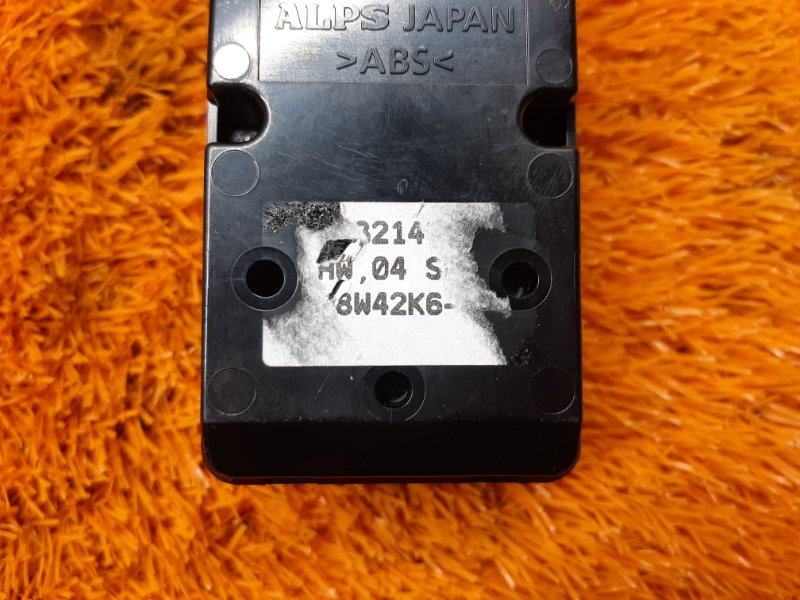 ALPS JAPAN
>ABS<
3214
HW,04 S
8W42K6-